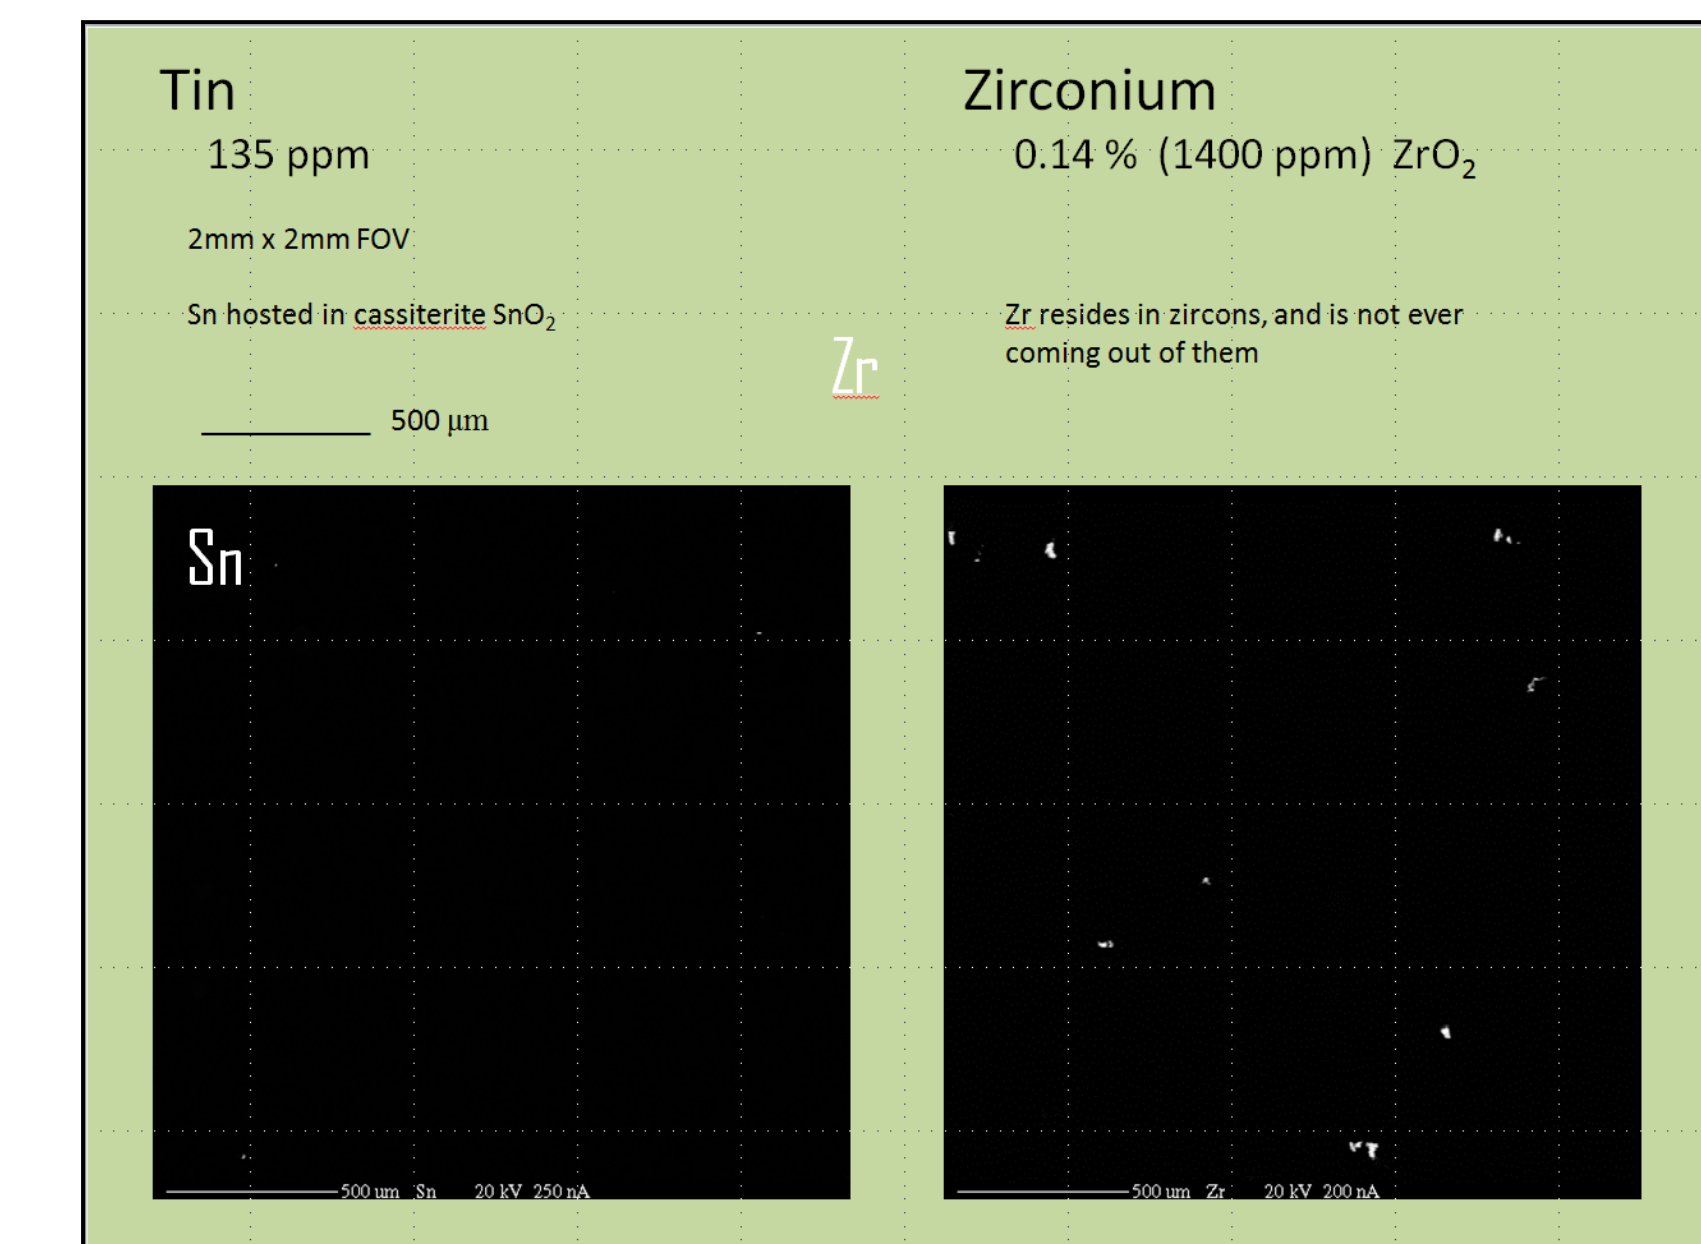 Tin
135 ppm
2mm x 2mm FOV
Sn hosted in cassiterite SnO₂
500 µm
Zirconium
0.14 % (1400 ppm) ZrO₂
Zr resides in zircons, and is not ever
coming out of them
Zr
Sn
500 um Sn 20 kV 250 nA
500 um Zr 20 kV 200 nA